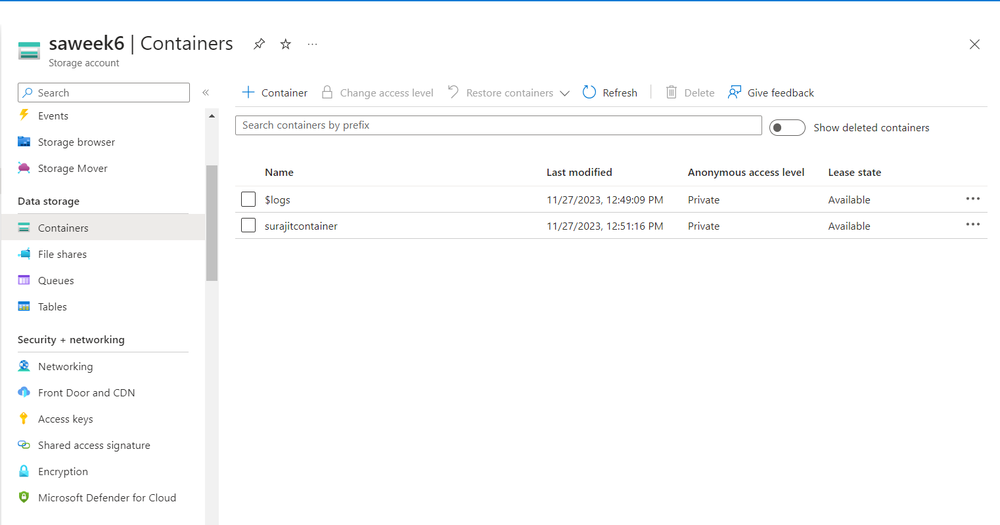 saweek6 | Containers
Storage account
Search
Events
Storage browser
Storage Mover
Data storage
Containers
File shares
Queues
Tables
Security + networking
Networking
Front Door and CDN
Access keys
Shared access signature
Encryption
Microsoft Defender for Cloud
Container Change access level Restore containers Refresh Delete Give feedback
Search containers by prefix Show deleted containers
Name Last modified Anonymous access level Lease state
$logs 11/27/2023, 12:49:09 PM Private Available
surajitcontainer 11/27/2023, 12:51:16 PM Private Available